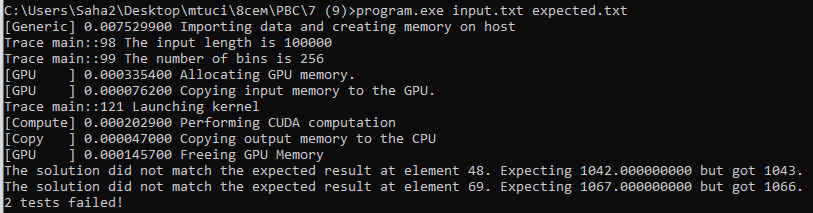 C:\Users\Saha2\Desktop\mtuci\8сем\РВС\7 (9)>program.exe input.txt expected.txt
[Generic] 0.007529900 Importing data and creating memory on host
Trace main::98 The input length is 100000
Trace main::99 The number of bins is 256
[GPU    ] 0.000335400 Allocating GPU memory.
[GPU    ] 0.000076200 Copying input memory to the GPU.
Trace main::121 Launching kernel
[Compute] 0.000202900 Performing CUDA computation
[Copy   ] 0.000047000 Copying output memory to the CPU
[GPU    ] 0.000145700 Freeing GPU Memory
The solution did not match the expected result at element 48. Expecting 1042.000000000 but got 1043.
The solution did not match the expected result at element 69. Expecting 1067.000000000 but got 1066.
2 tests failed!